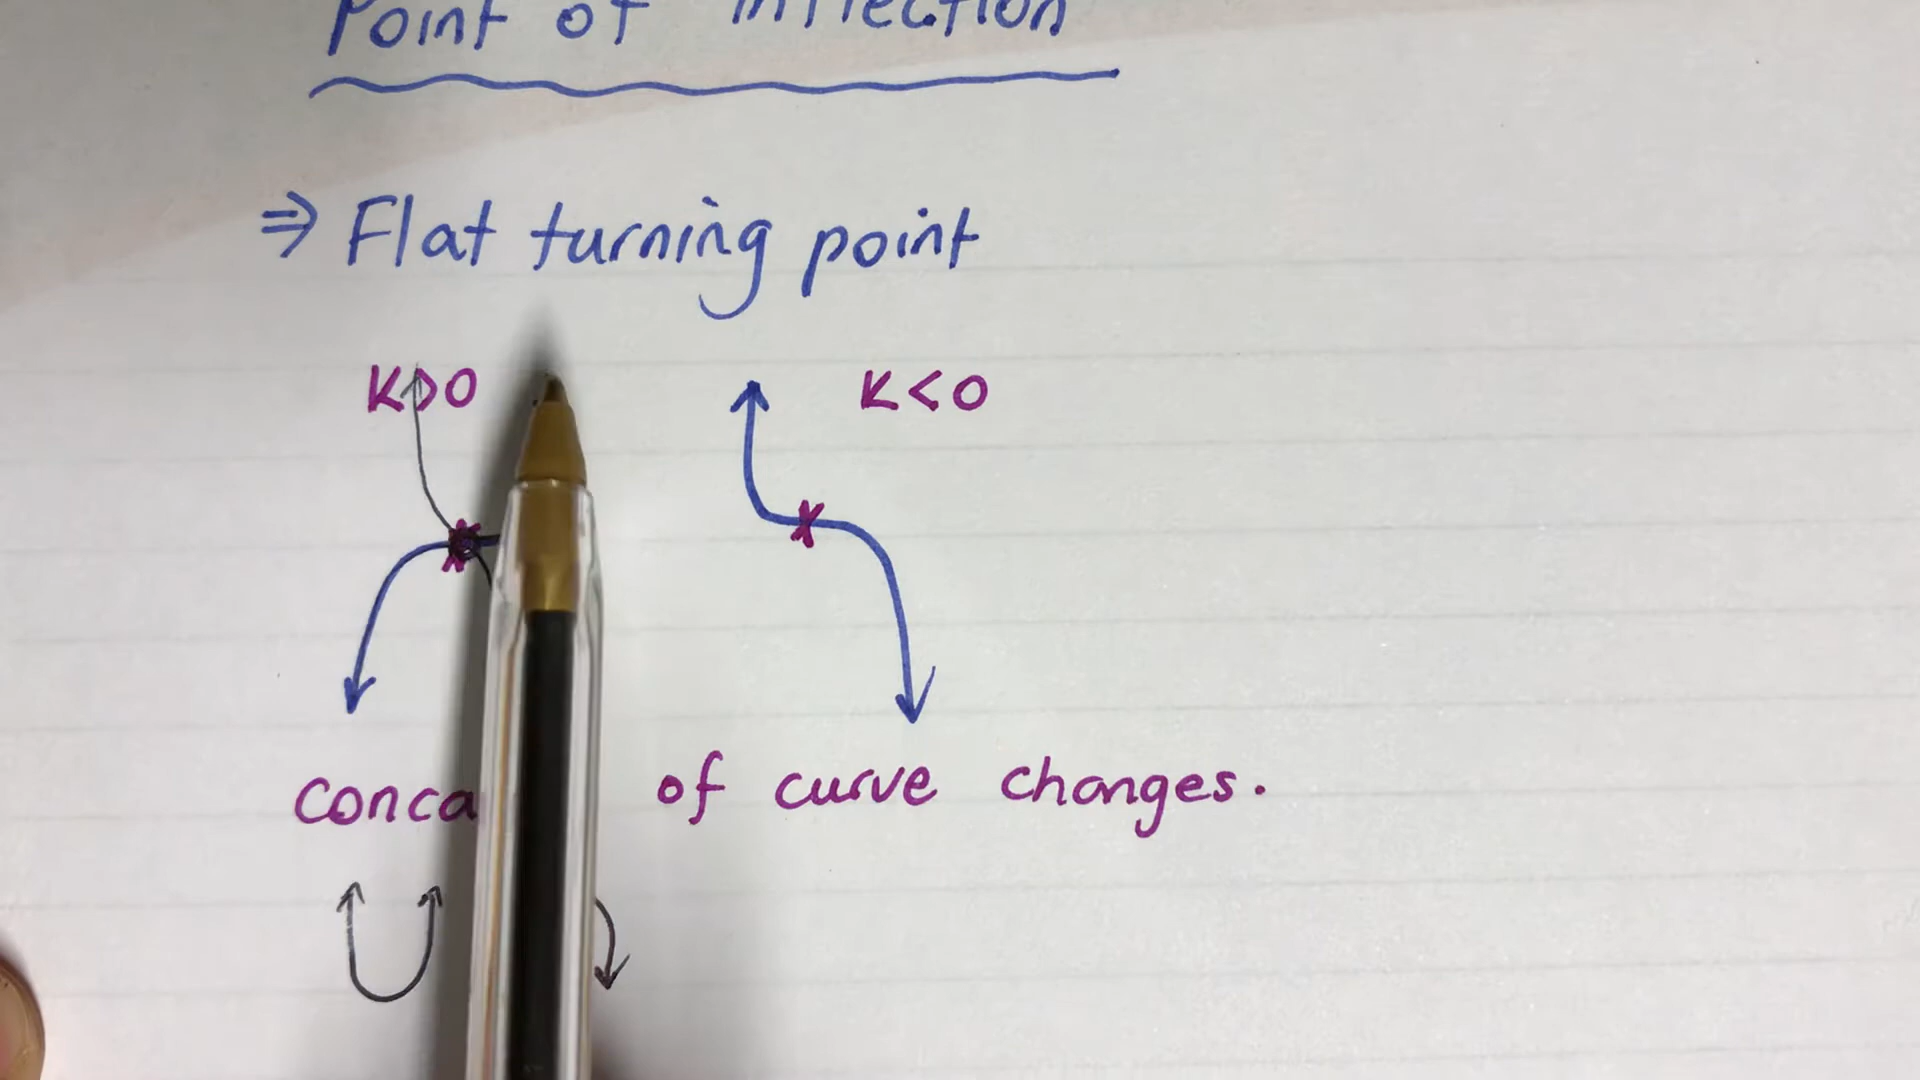 Point of inflection
⇒ Flat turning point
K>0 K<0
conca of curve changes.